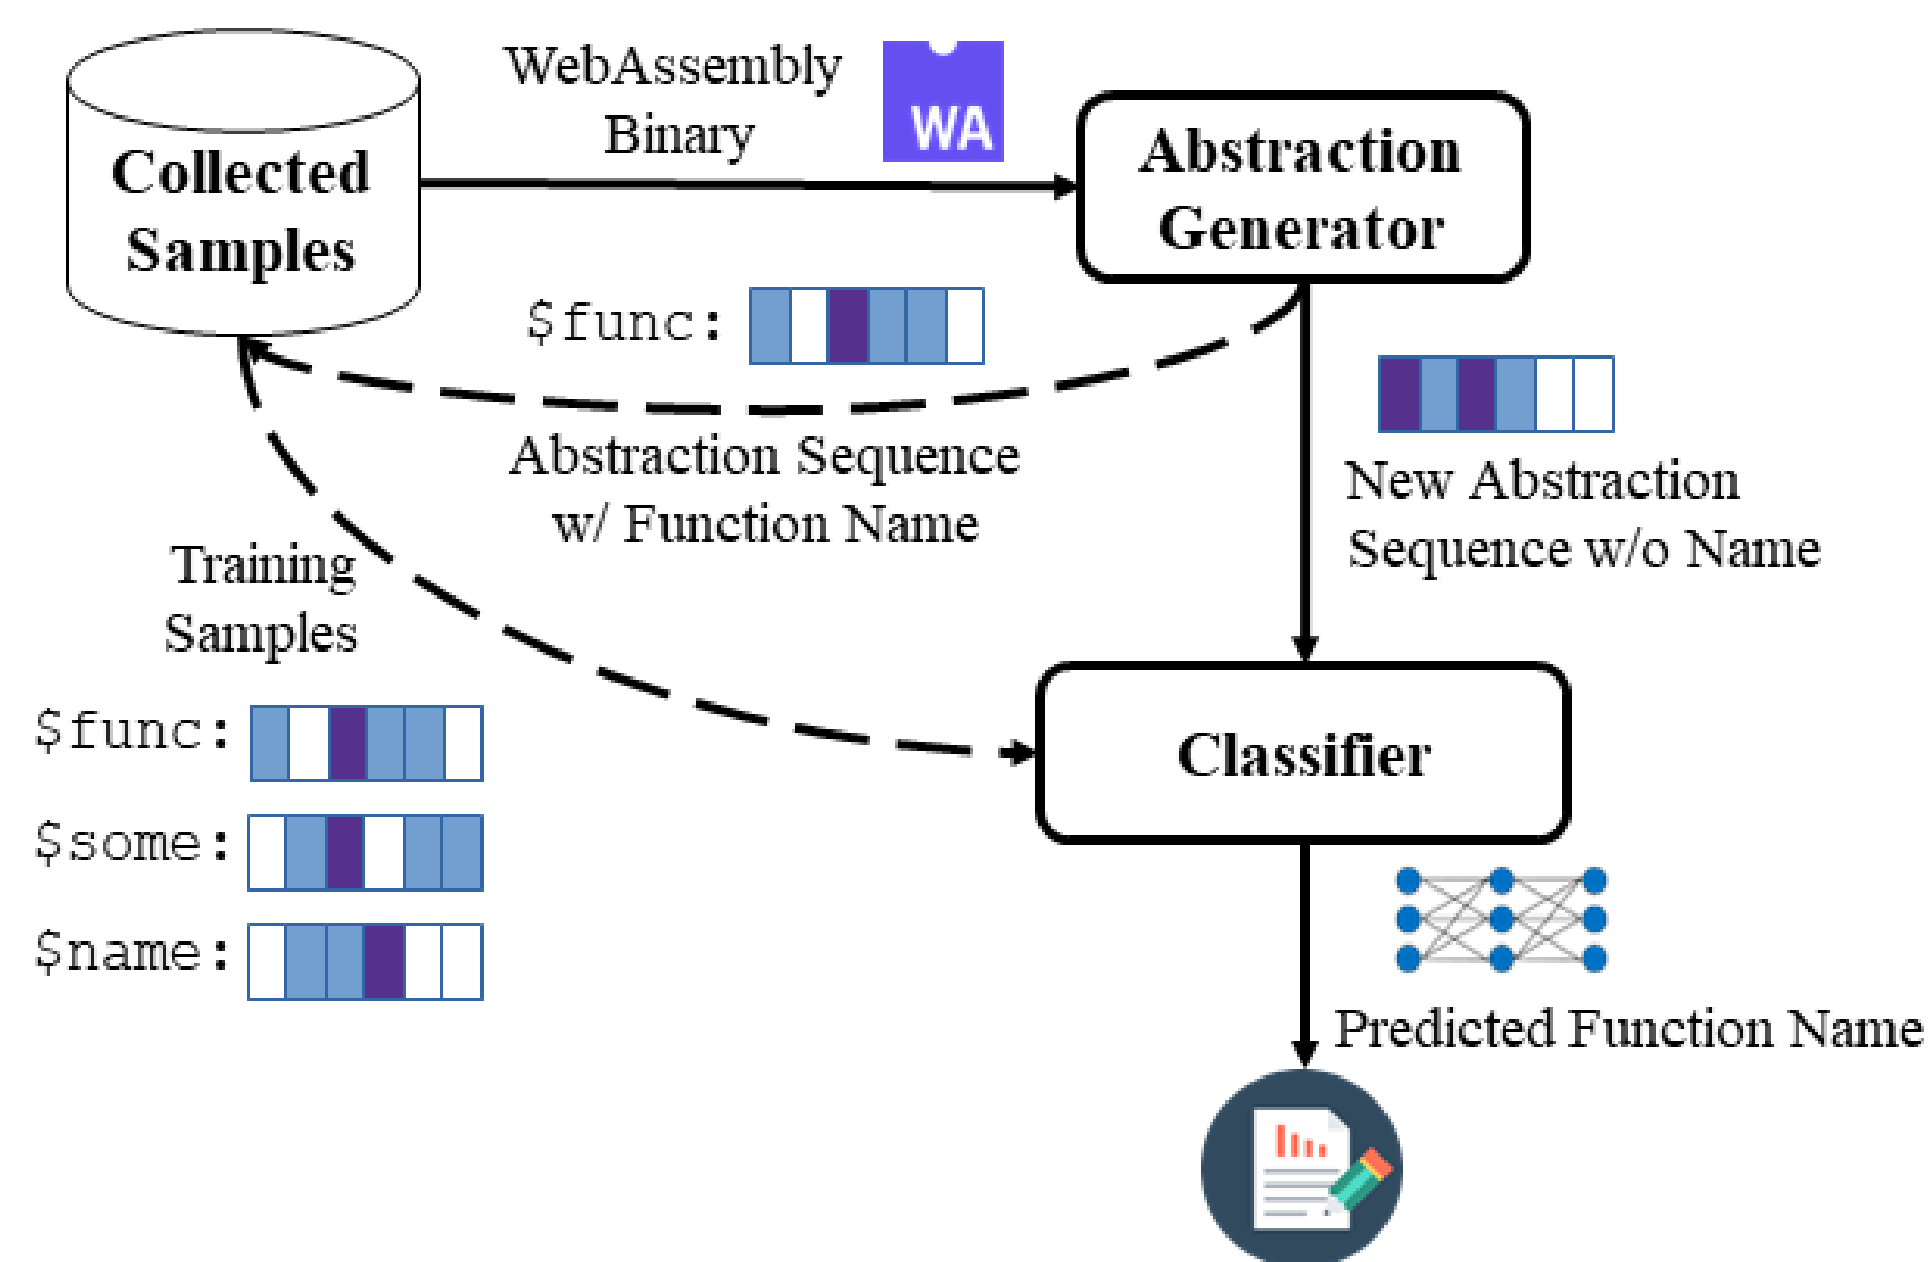 WebAssembly
Binary
WA
Collected
Samples
Abstraction
Generator
$func:
Abstraction Sequence
w/ Function Name
New Abstraction
Sequence w/o Name
Training
Samples
$func:
$some:
$name:
Classifier
Predicted Function Name